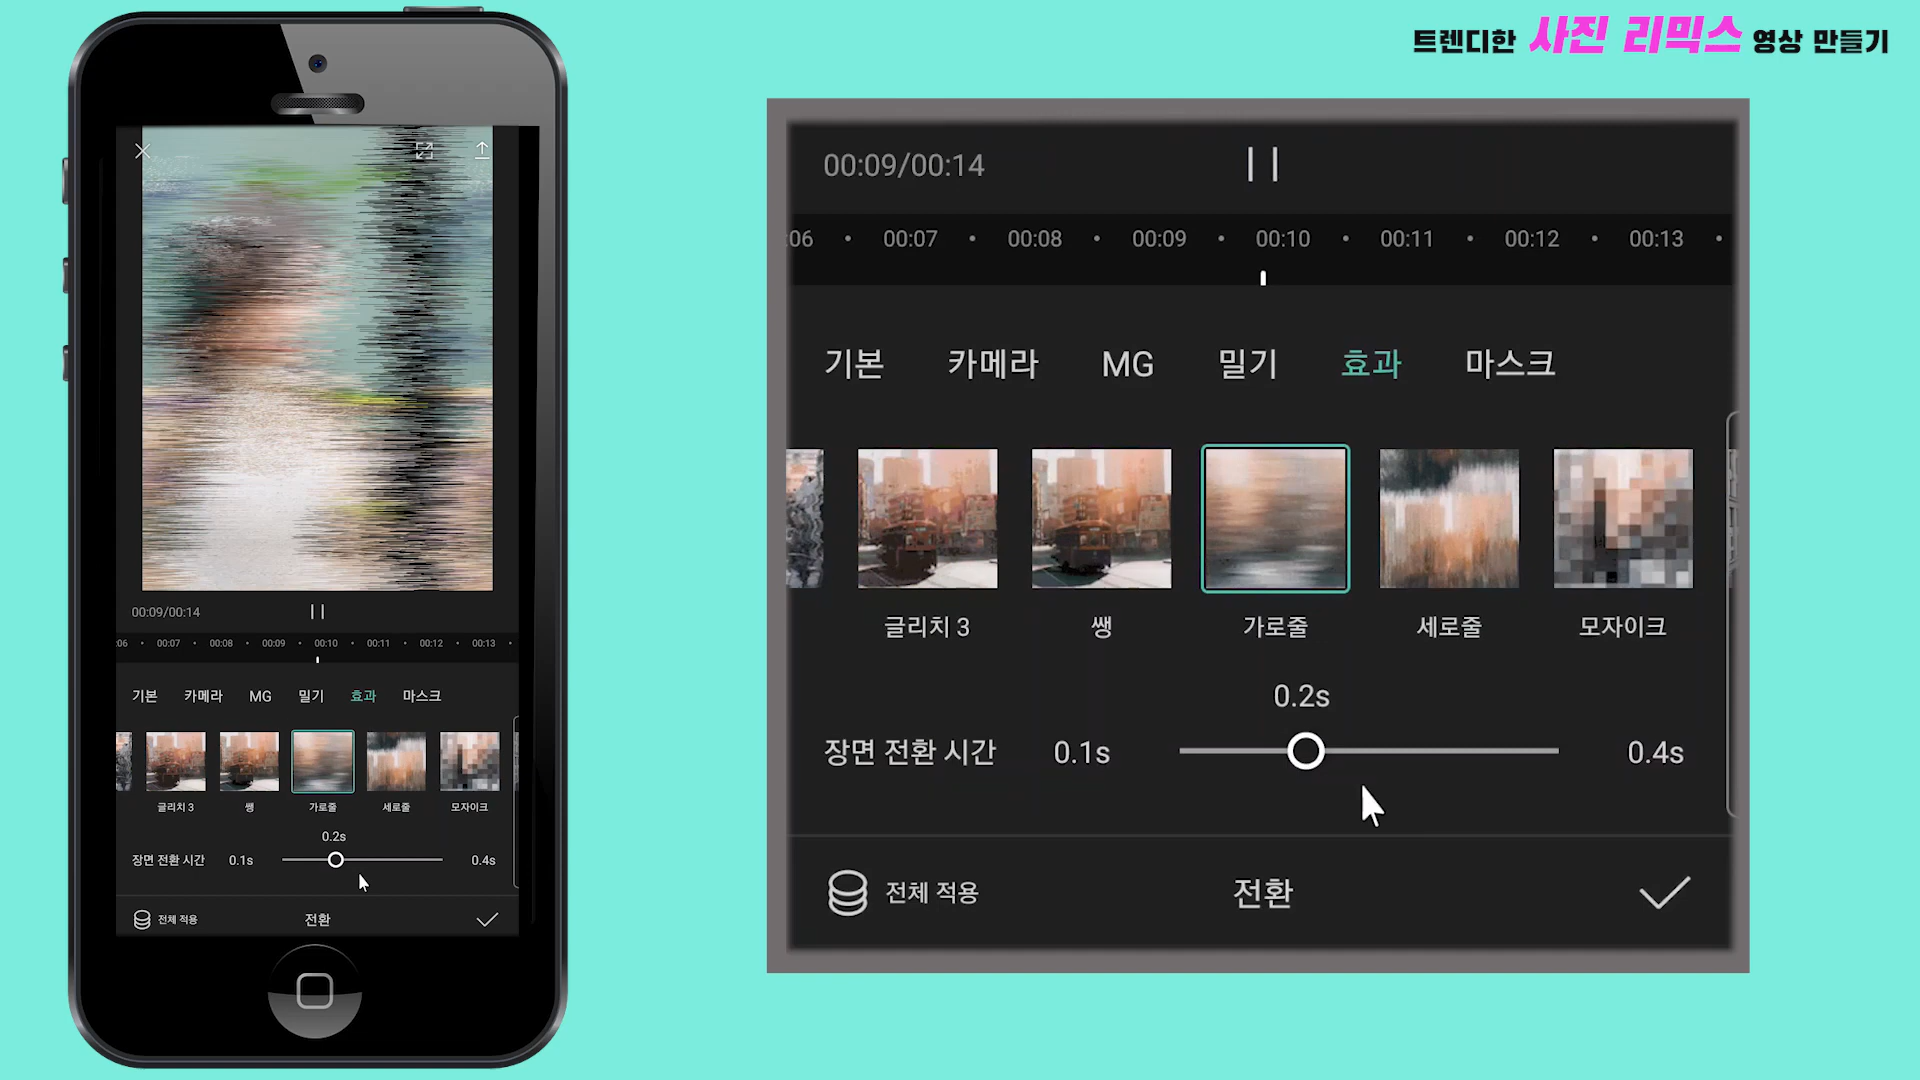 트렌디한 사진 리믹스 영상 만들기
00:09/00:14
:06 00:07 00:08 00:09 00:10 00:11 00:12 00:13
기본 카메라 MG 밀기 효과 마스크
글리치 3 쌩 가로줄 세로줄 모자이크
0.2s
장면 전환 시간 0.1s 0.4s
전체 적용 전환
00:09/00:14
:06 00:07 00:08 00:09 00:10 00:11 00:12 00:13
기본 카메라 MG 밀기 효과 마스크
글리치 3 쌩 가로줄 세로줄 모자이크
0.2s
장면 전환 시간 0.1s 0.4s
전체 적용 전환